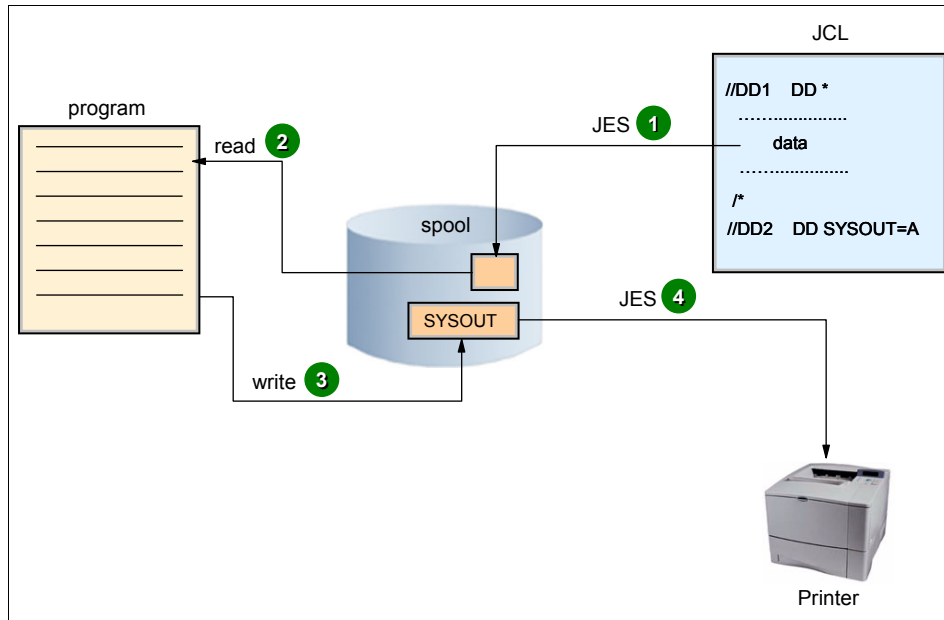 JCL
//DD1 DD *
.......................
data
.......................
/*
//DD2 DD SYSOUT=A
program
JES 1
read 2
spool
SYSOUT
JES 4
write 3
Printer